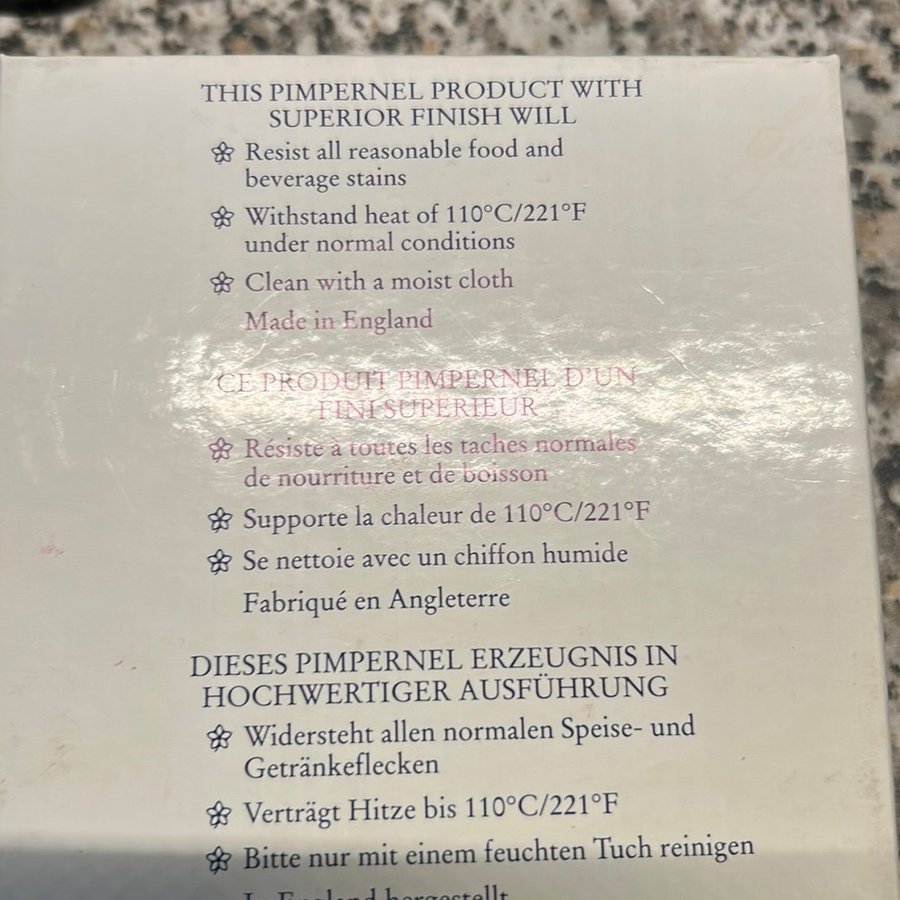 THIS PIMPERNEL PRODUCT WITH
SUPERIOR FINISH WILL
Resist all reasonable food and
beverage stains
Withstand heat of 110°C/221°F
under normal conditions
Clean with a moist cloth
Made in England
CE PRODUIT PIMPERNEL D'UN
FINI SUPERIEUR
Résiste à toutes les taches normales
de nourriture et de boisson
Supporte la chaleur de 110°C/221°F
Se nettoie avec un chiffon humide
Fabriqué en Angleterre
DIESES PIMPERNEL ERZEUGNIS IN
HOCHWERTIGER AUSFÜHRUNG
Widersteht allen normalen Speise- und
Getränkeflecken
Verträgt Hitze bis 110°C/221°F
Bitte nur mit einem feuchten Tuch reinigen
In England hergestellt